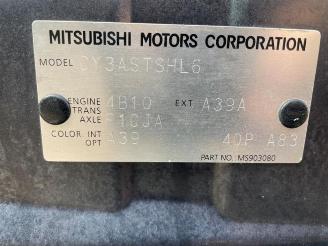 MITSUBISHI MOTORS CORPORATION
MODEL CY3ASTSHL6
ENGINE 4B10 EXT A39A
TRANS
AXLE F1CJA
COLOR INT A39 40P A83
OPT
PART NO. MS903080